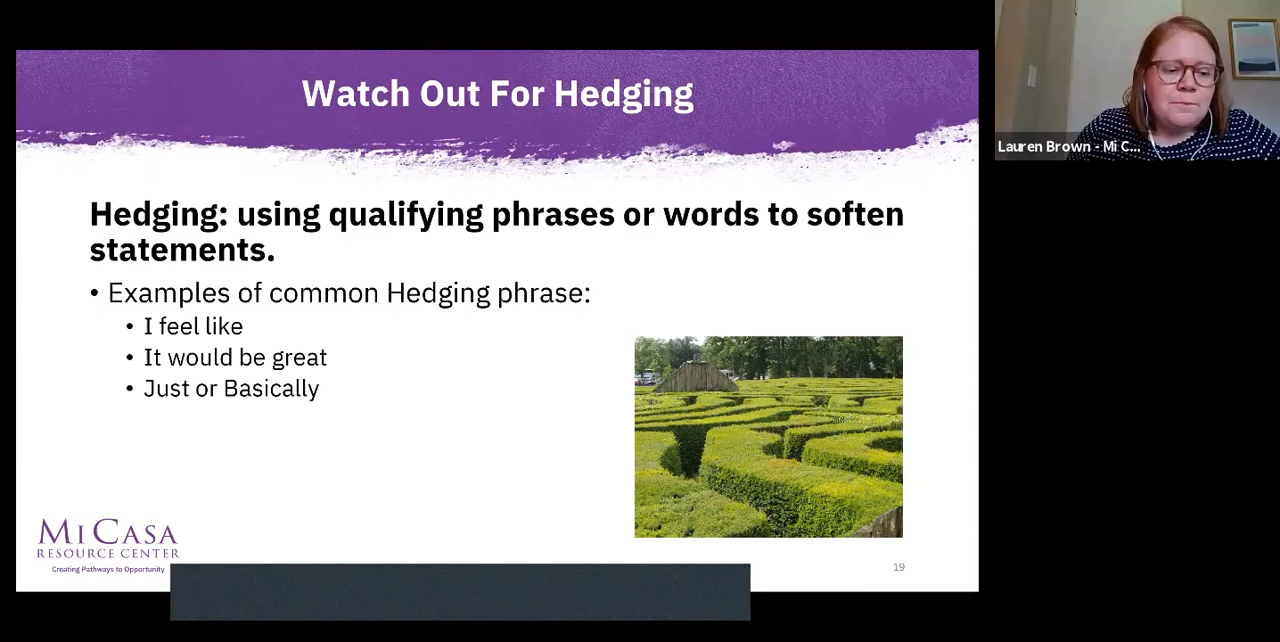 Watch Out For Hedging
Lauren Brown - Mi C...
Hedging: using qualifying phrases or words to soften
statements.
• Examples of common Hedging phrase:
• I feel like
• It would be great
• Just or Basically
MI CASA
RESOURCE CENTER
Creating Pathways to Opportunity
19